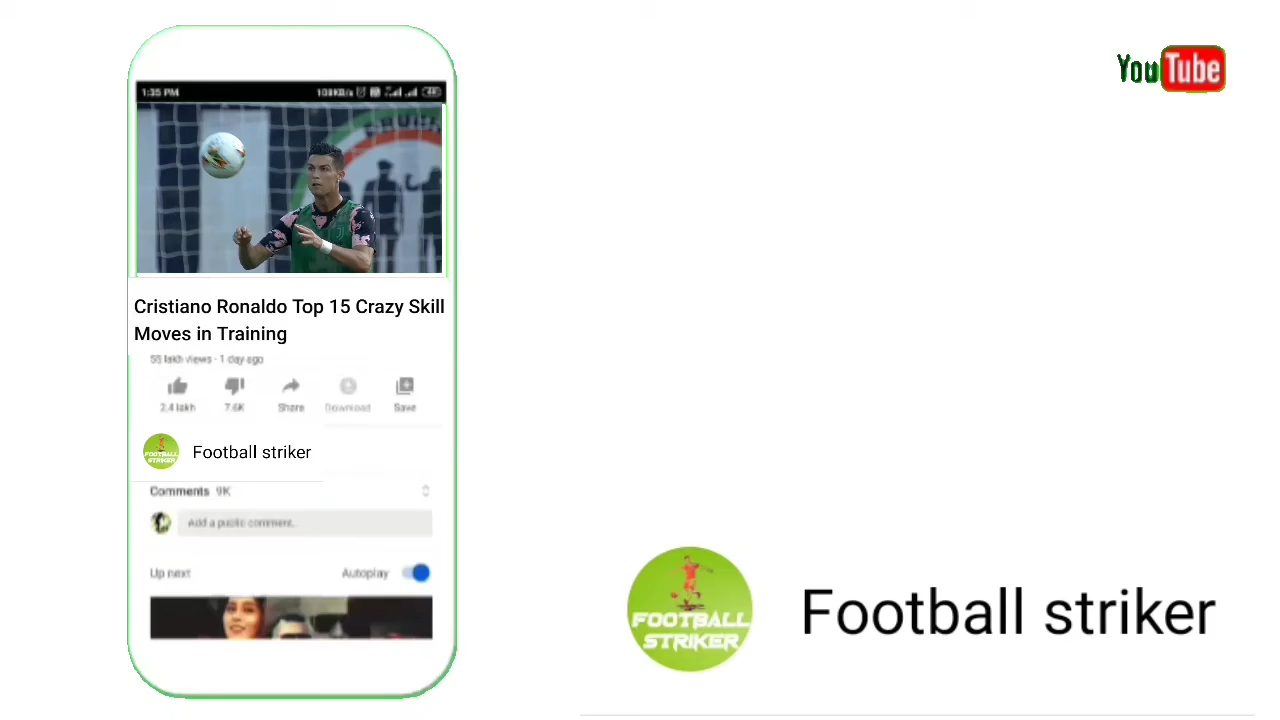 YouTube
1:35 PM
108KB/s
Cristiano Ronaldo Top 15 Crazy Skill
Moves in Training
55 lakh views · 1 day ago
2.4 lakh 7.6K Share Download Save
FOOTBALL
STRIKER
Football striker
Comments 9K
Add a public comment...
Up next Autoplay
FOOTBALL
STRIKER
Football striker